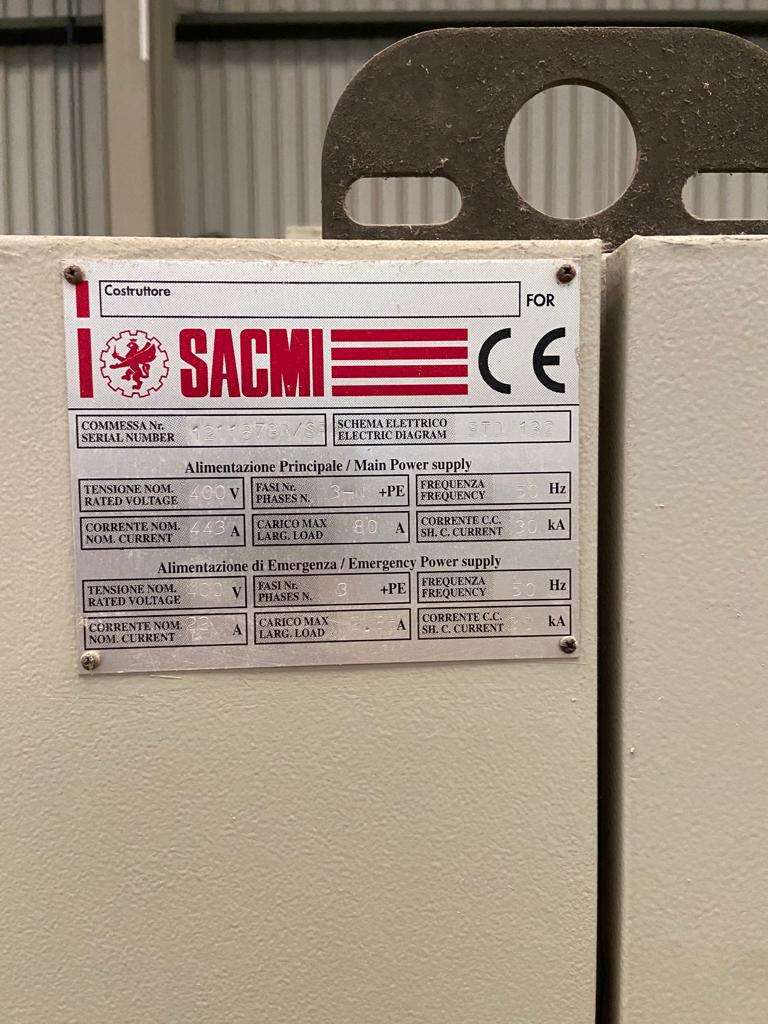 Costruttore
FOR
SACMI CE
COMMESSA Nr.
SERIAL NUMBER
SCHEMA ELETTRICO
ELECTRIC DIAGRAM
Alimentazione Principale / Main Power supply
TENSIONE NOM.
RATED VOLTAGE 400 V
FASI Nr.
PHASES N. +PE
FREQUENZA
FREQUENCY Hz
CORRENTE NOM.
NOM. CURRENT 443 A
CARICO MAX
LARG. LOAD 80 A
CORRENTE C.C.
SH. C. CURRENT 30 kA
Alimentazione di Emergenza / Emergency Power supply
TENSIONE NOM.
RATED VOLTAGE 400 V
FASI Nr.
PHASES N. 3 +PE
FREQUENZA
FREQUENCY 50 Hz
CORRENTE NOM.
NOM. CURRENT A
CARICO MAX
LARG. LOAD A
CORRENTE C.C.
SH. C. CURRENT kA